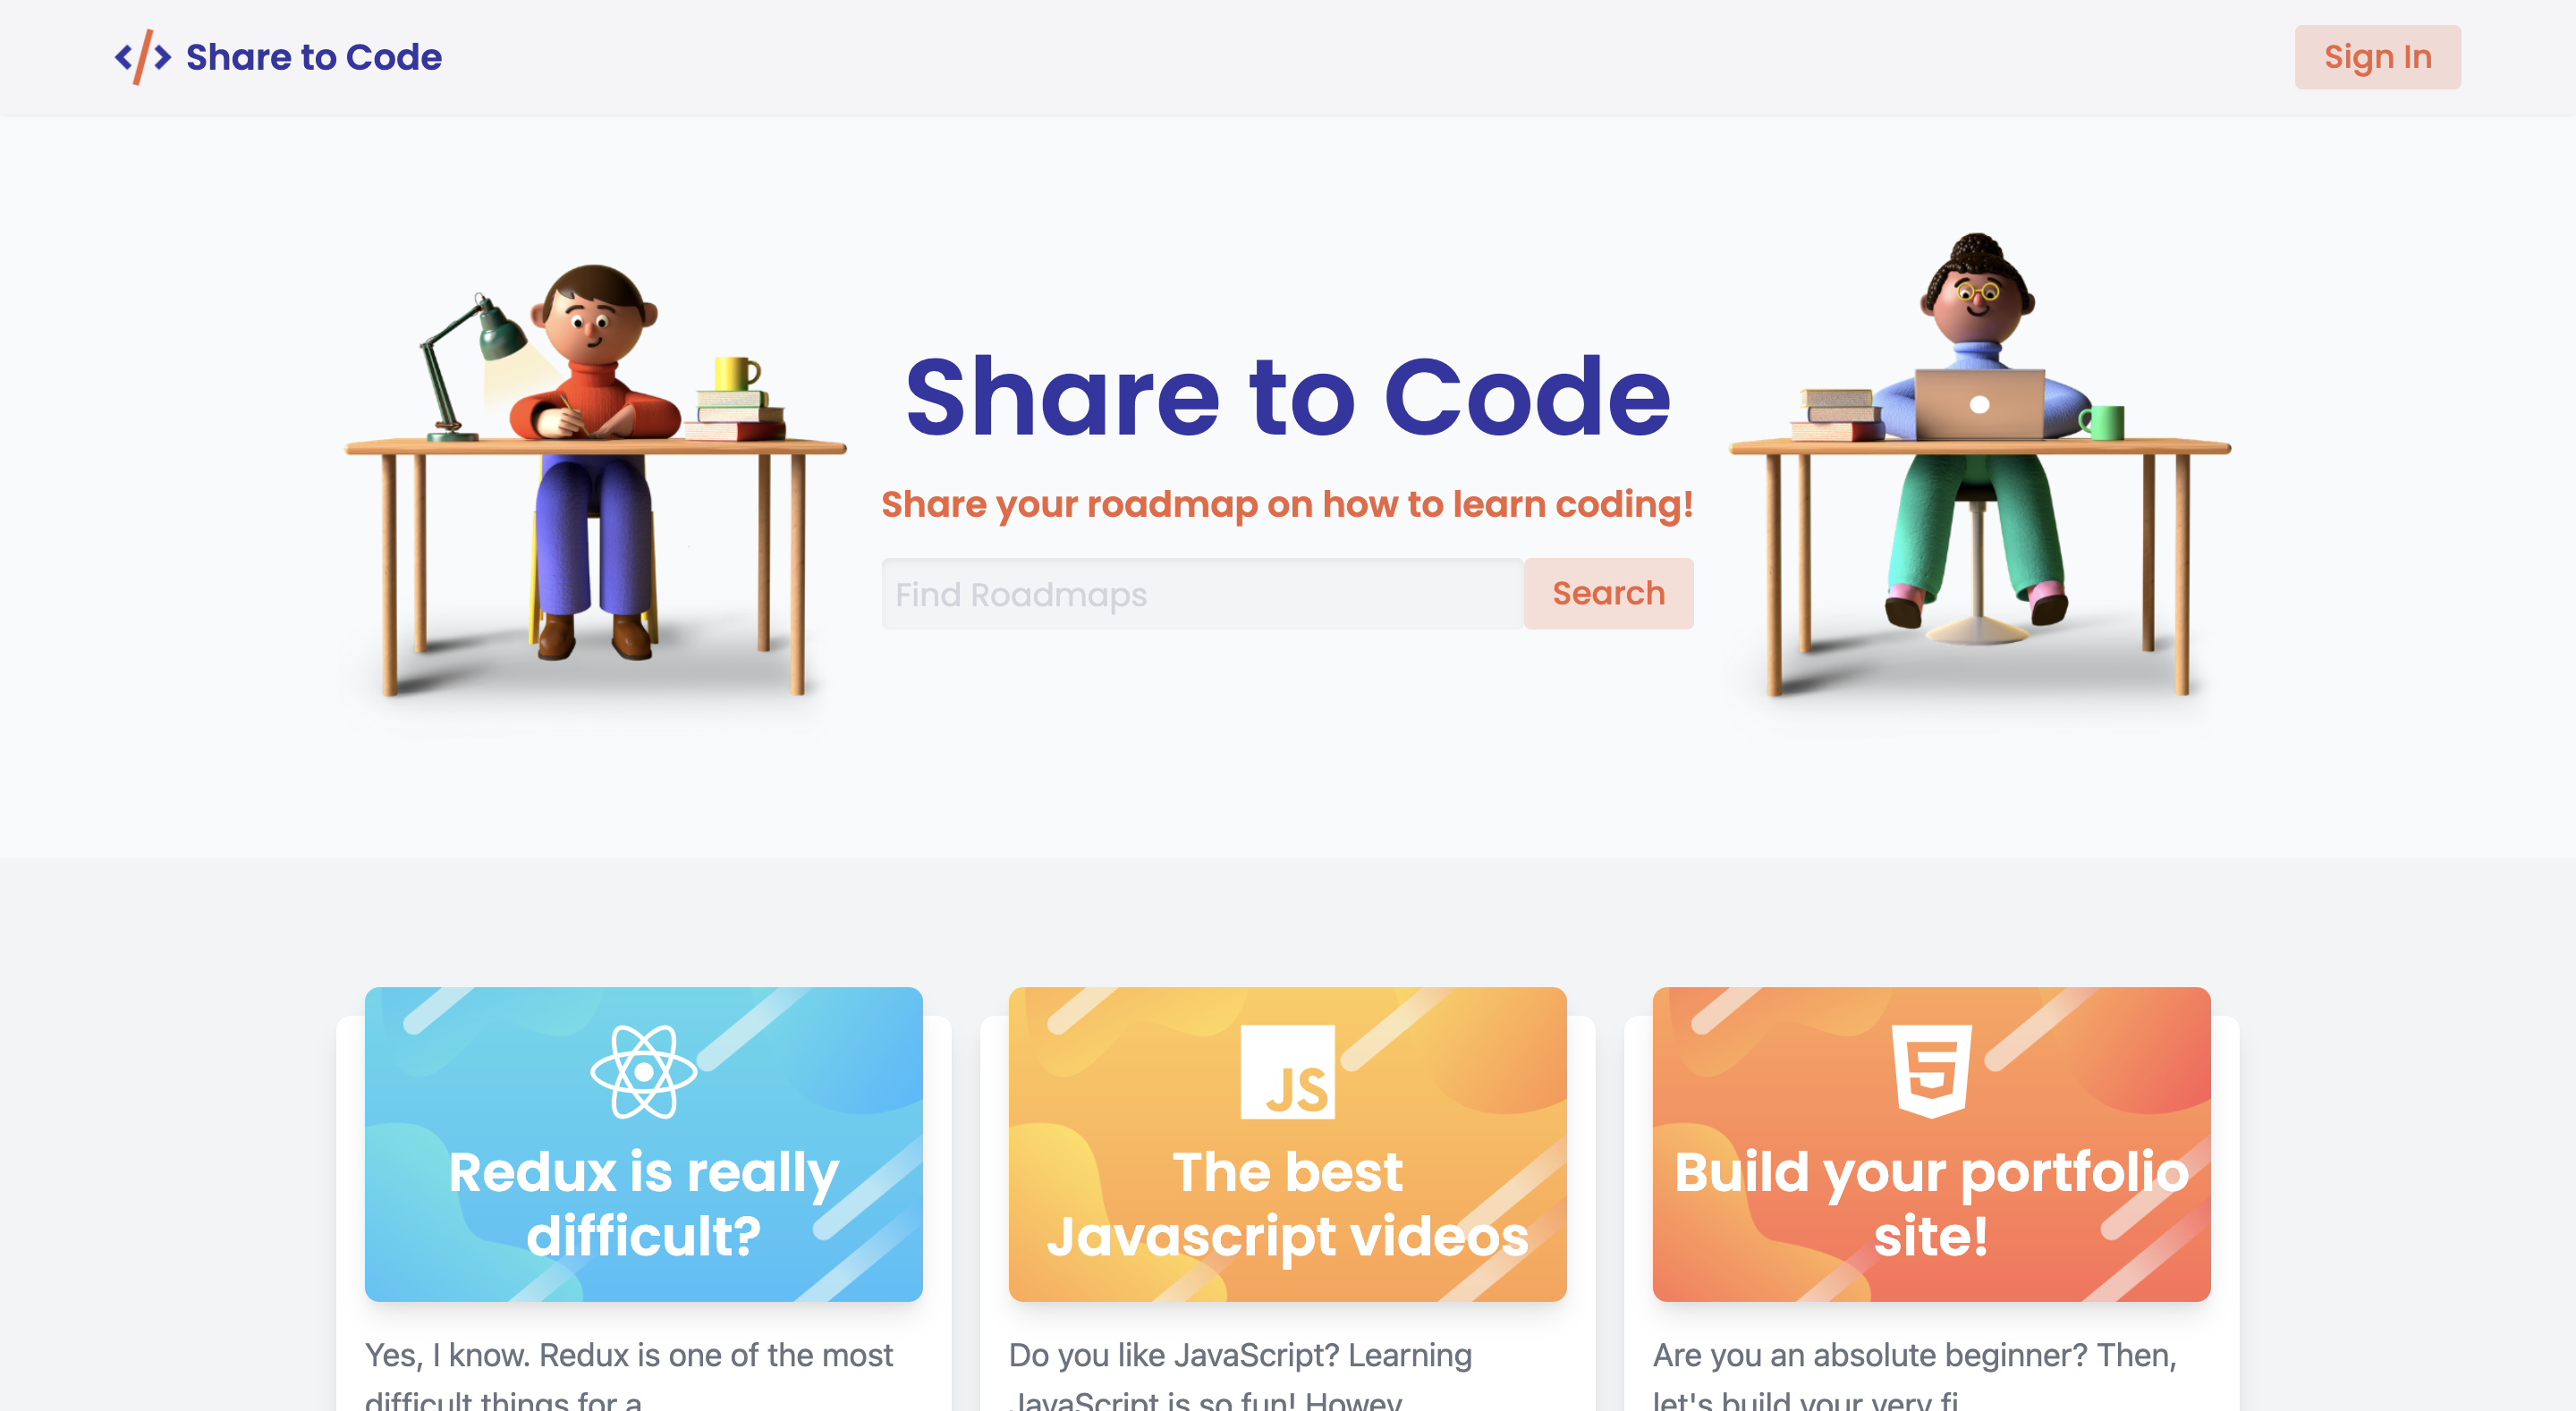 Share to Code
Sign In
Share to Code
Share your roadmap on how to learn coding!
Find Roadmaps
Search
JS
Redux is really
difficult?
The best
Javascript videos
Build your portfolio
site!
Yes, I know. Redux is one of the most
difficult things for a
Do you like JavaScript? Learning
JavaScript is so fun! Howev
Are you an absolute beginner? Then,
let's build your very fi